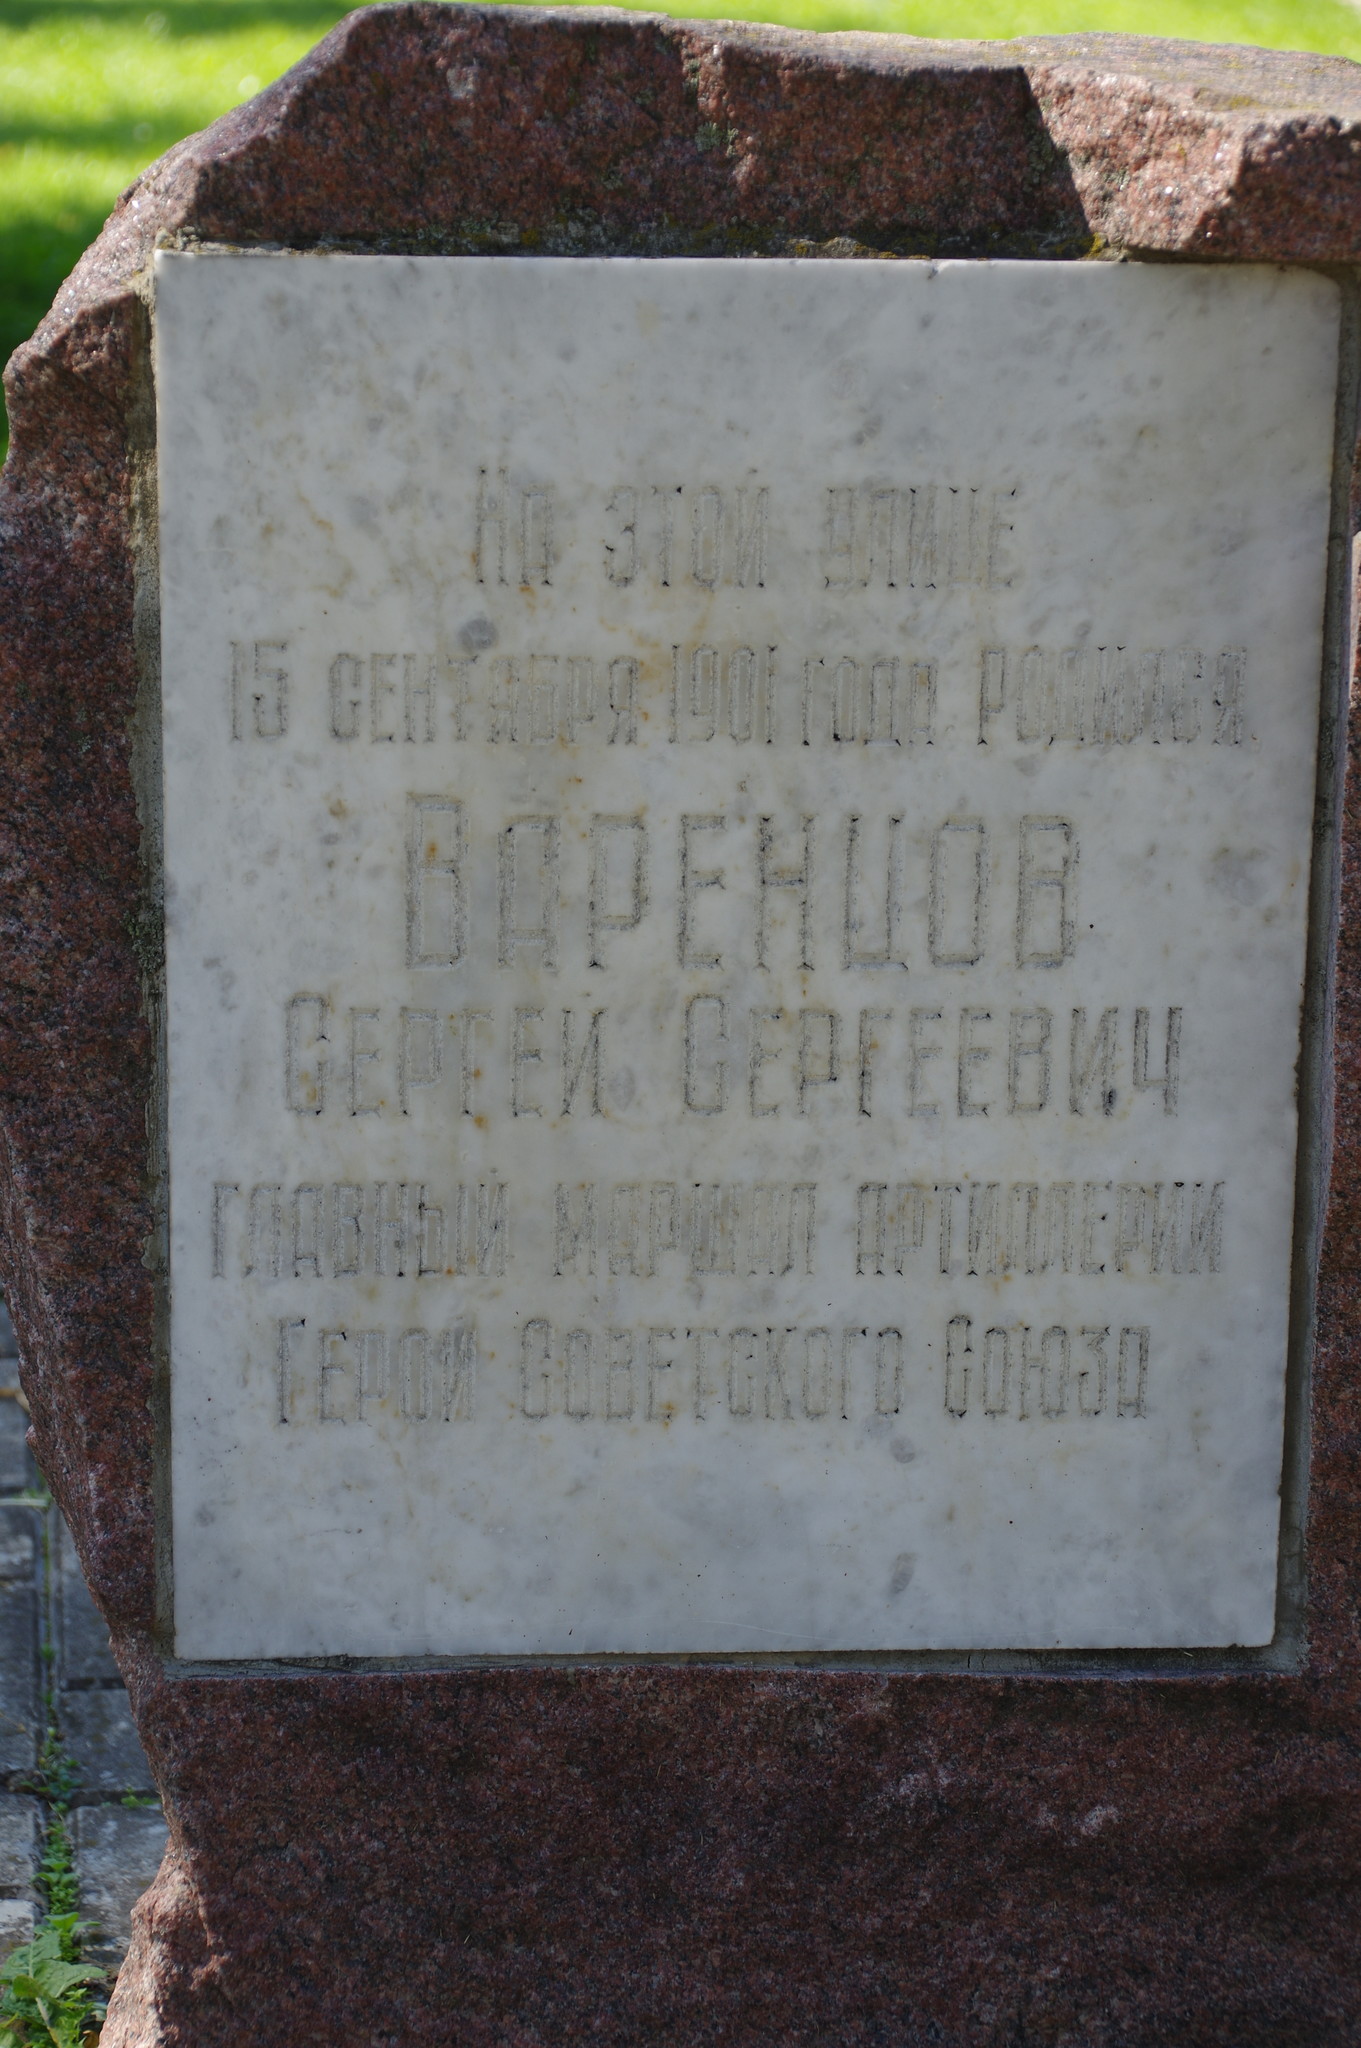 На этой улице
15 сентября 1901 года родился
Варенцов
Сергей Сергеевич
главный маршал артиллерии
Герой Советского Союза